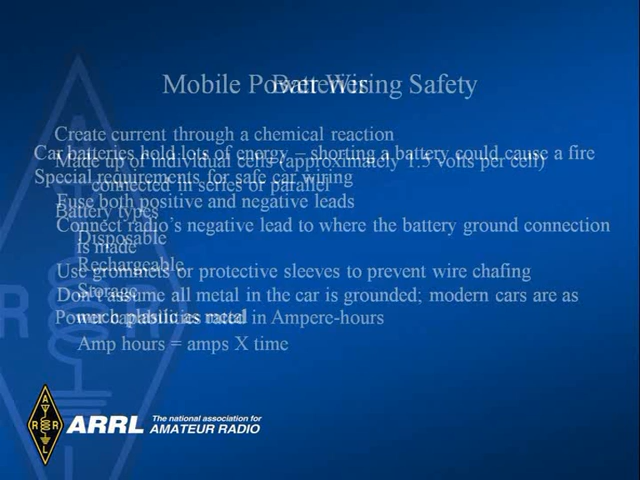 Mobile Power Wiring Safety
Batteries
Create current through a chemical reaction
Car batteries hold lots of energy – shorting a battery could cause a fire
Made up of individual cells (approximately 1.5 volts per cell)
Special requirements for safe car wiring
connected in series or parallel
Fuse both positive and negative leads
Battery types
Connect radio's negative lead to where the battery ground connection
Disposable
is made
Rechargeable
Use grommets or protective sleeves to prevent wire chafing
Storage
Don't assume all metal in the car is grounded; modern cars are as
much plastic as metal
Power capabilities rated in Ampere-hours
Amp hours = amps X time
ARRL The national association for
AMATEUR RADIO